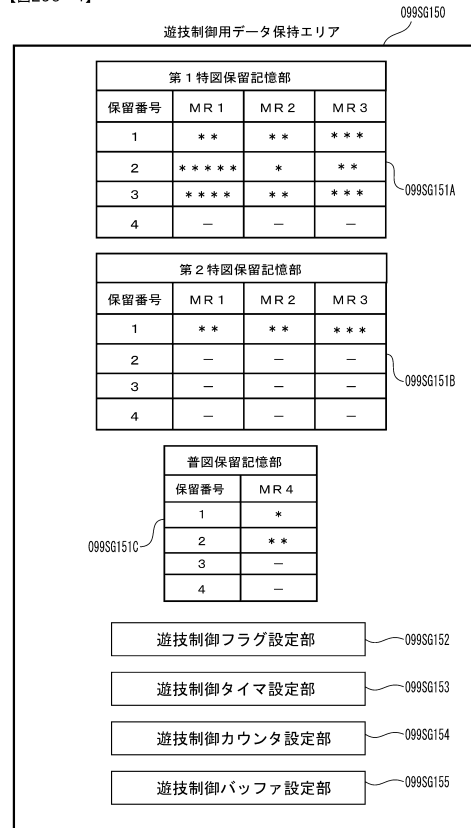 099SG150
遊技制御用データ保持エリア
第1特図保留記憶部
保留番号 MR1 MR2 MR3
1 ** ** ***
2 ***** * **
3 **** ** ***
4 － － －
099SG151A
第2特図保留記憶部
保留番号 MR1 MR2 MR3
1 ** ** ***
2 － － －
3 － － －
4 － － －
099SG151B
普図保留記憶部
保留番号 MR4
1 *
2 **
3 －
4 －
099SG151C
遊技制御フラグ設定部 099SG152
遊技制御タイマ設定部 099SG153
遊技制御カウンタ設定部 099SG154
遊技制御バッファ設定部 099SG155